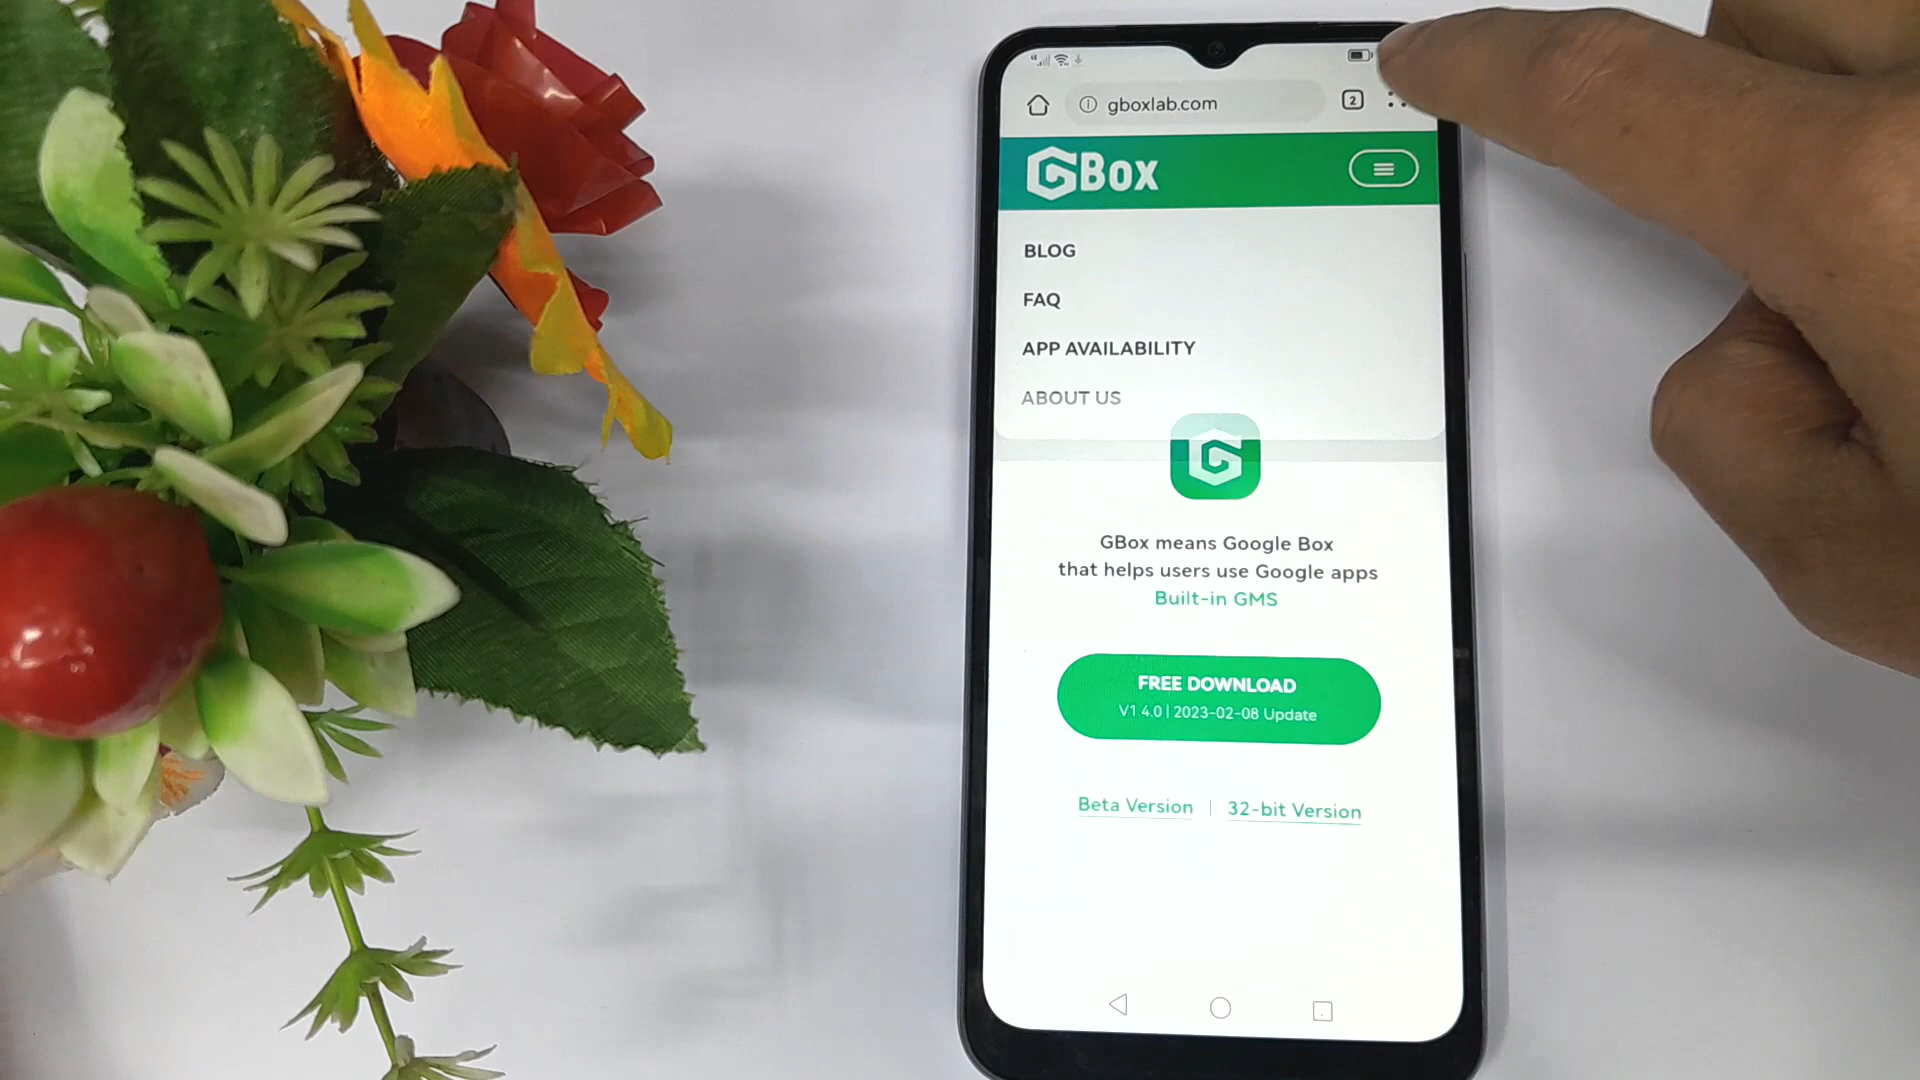 gboxlab.com
2
GBOX
BLOG
FAQ
APP AVAILABILITY
ABOUT US
G
GBox means Google Box
that helps users use Google apps
Built-in GMS
FREE DOWNLOAD
V1 4.0 | 2023-02-08 Update
Beta Version | 32-bit Version